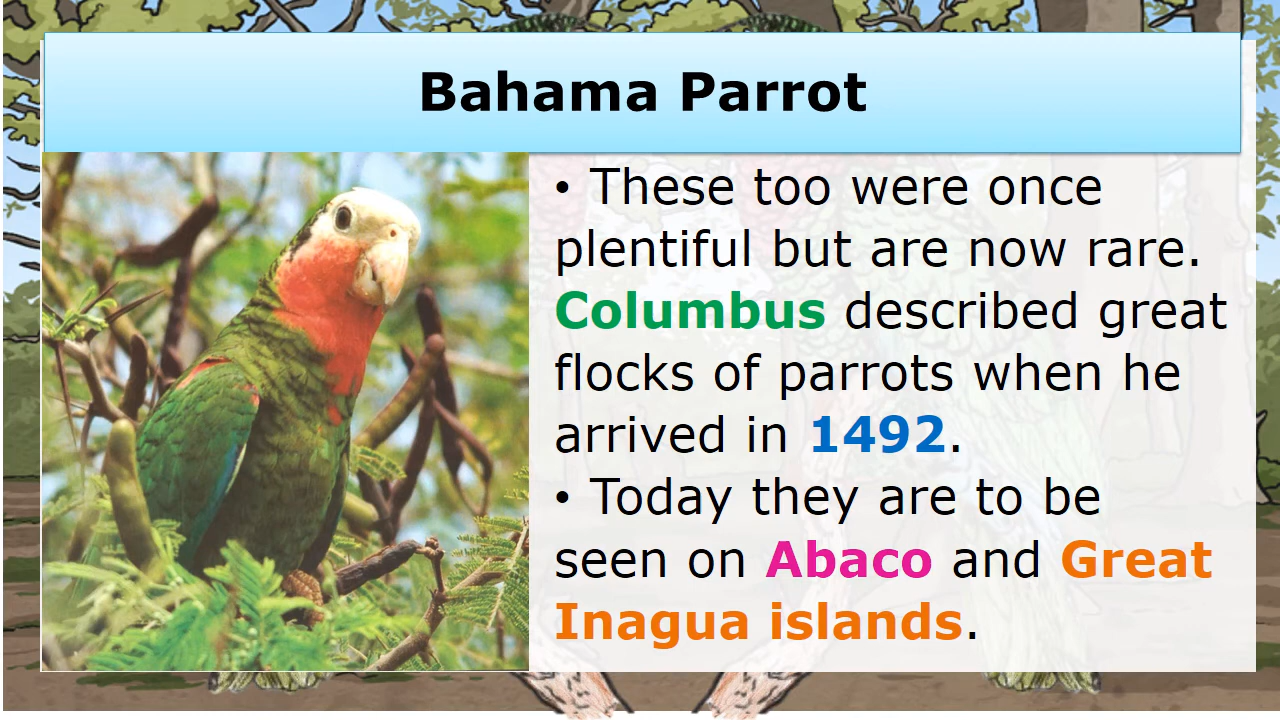 Bahama Parrot
• These too were once
plentiful but are now rare.
Columbus described great
flocks of parrots when he
arrived in 1492.
• Today they are to be
seen on Abaco and Great
Inagua islands.